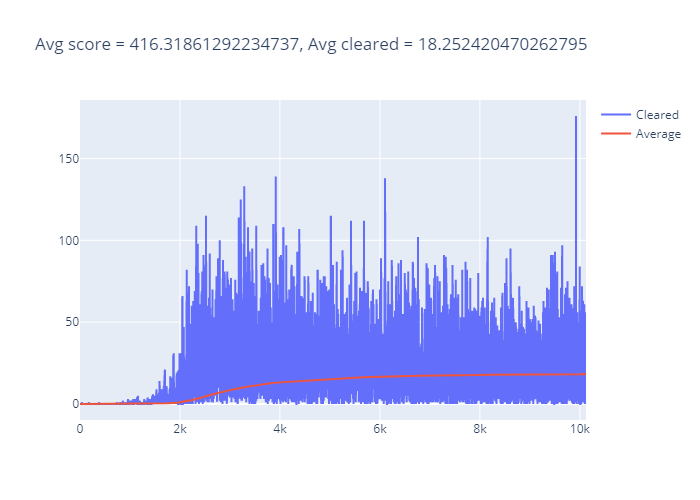 Avg score = 416.31861292234737, Avg cleared = 18.252420470262795
Cleared
Average
150
100
50
0
0 2k 4k 6k 8k 10k